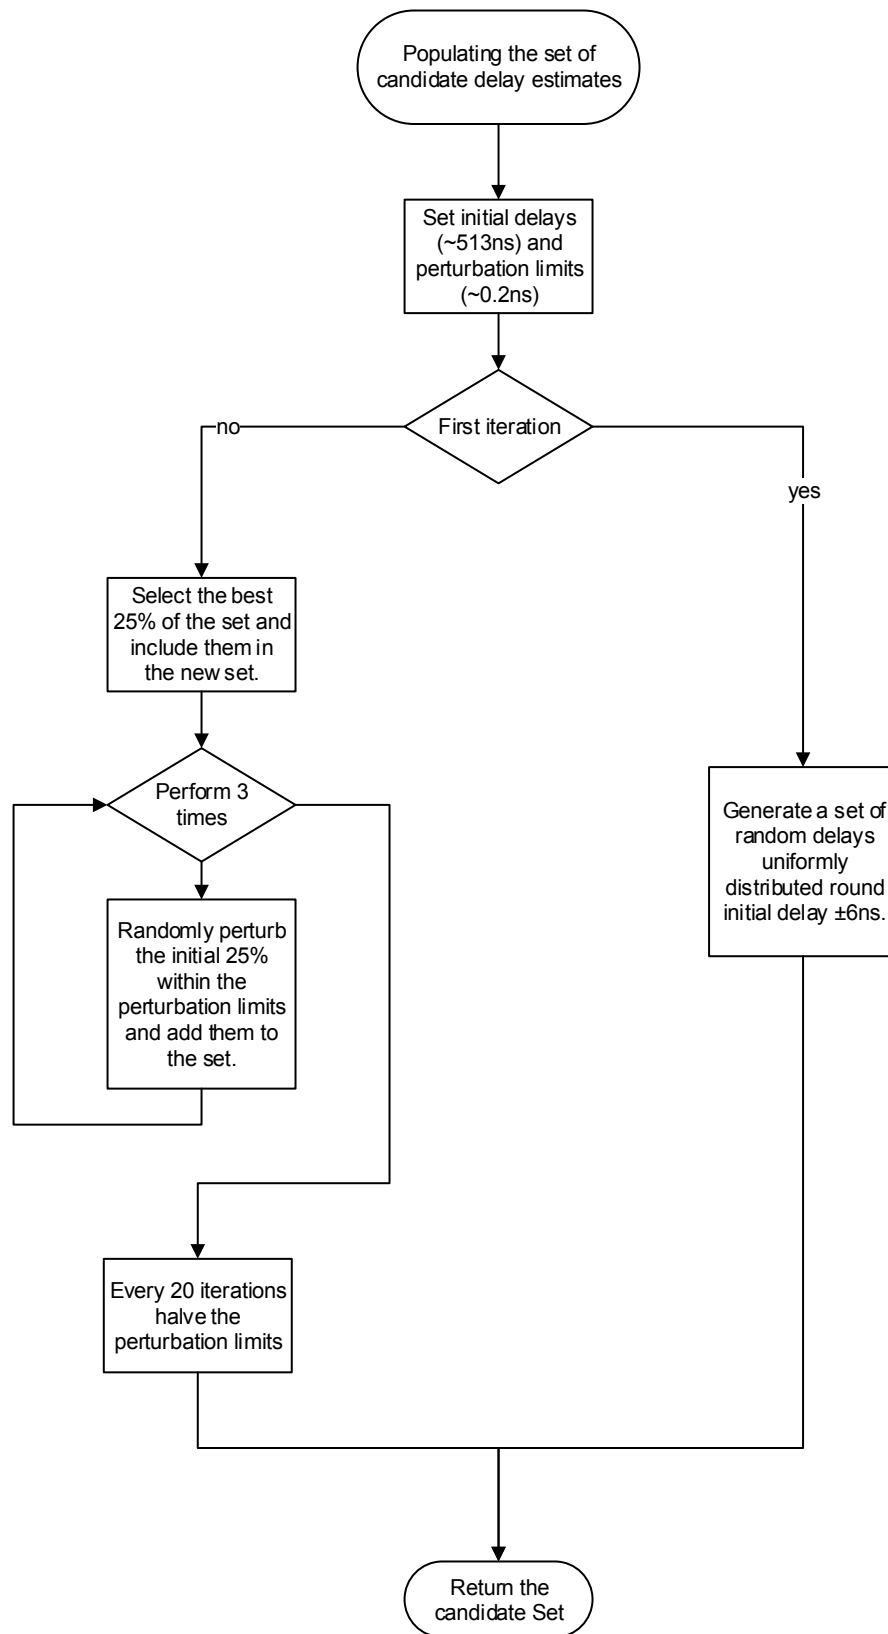 Populating the set of
candidate delay estimates
Set initial delays
(~513ns) and
perturbation limits
(~0.2ns)
First iteration
no
yes
Select the best
25% of the set and
include them in
the new set.
Perform 3
times
Randomly perturb
the initial 25%
within the
perturbation limits
and add them to
the set.
Generate a set of
random delays
uniformly
distributed round
initial delay ±6ns.
Every 20 iterations
halve the
perturbation limits
Return the
candidate Set